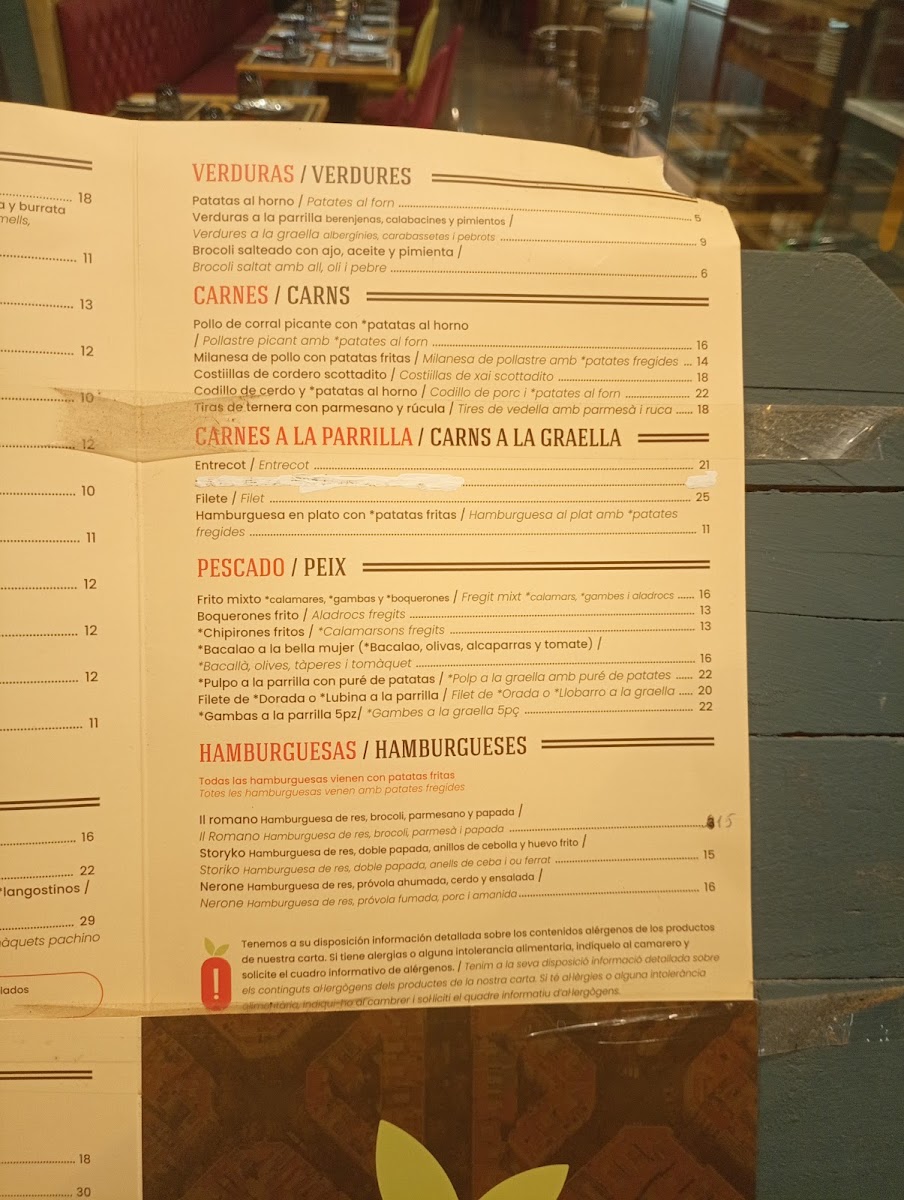 18
a y burrata
mells,
11
13
12
10
12
10
11
12
12
12
11
16
22
*langostinos /
29
màquets pachino
lados
18
30
VERDURAS / VERDURES
Patatas al horno / Patates al forn 5
Verduras a la parrilla berenjenas, calabacines y pimientos /
Verdures a la graella albergínies, carabassetes i pebrots 9
Brocoli salteado con ajo, aceite y pimienta /
Brocoli saltat amb all, oli i pebre 6
CARNES / CARNS
Pollo de corral picante con *patatas al horno
/ Pollastre picant amb *patates al forn 16
Milanesa de pollo con patatas fritas / Milanesa de pollastre amb *patates fregides ... 14
Costiillas de cordero scottadito / Costiillas de xai scottadito 18
Codillo de cerdo y *patatas al horno / Codillo de porc i *patates al forn 22
Tiras de ternera con parmesano y rúcula / Tires de vedella amb parmesà i ruca ...... 18
CARNES A LA PARRILLA / CARNS A LA GRAELLA
Entrecot / Entrecot 21
Filete / Filet 25
Hamburguesa en plato con *patatas fritas / Hamburguesa al plat amb *patates
fregides 11
PESCADO / PEIX
Frito mixto *calamares, *gambas y *boquerones / Fregit mixt *calamars, *gambes i aladrocs ...... 16
Boquerones frito / Aladrocs fregits 13
*Chipirones fritos / *Calamarsons fregits 13
*Bacalao a la bella mujer (*Bacalao, olivas, alcaparras y tomate) /
*Bacallà, olives, tàperes i tomàquet 16
*Pulpo a la parrilla con puré de patatas / *Polp a la graella amb puré de patates ...... 22
Filete de *Dorada o *Lubina a la parrilla / Filet de *Orada o *Llobarro a la graella ..... 20
*Gambas a la parrilla 5pz/ *Gambes a la graella 5pç 22
HAMBURGUESAS / HAMBURGUESES
Todas las hamburguesas vienen con patatas fritas
Totes les hamburguesas venen amb patates fregides
Il romano Hamburguesa de res, brocoli, parmesano y papada /
Il Romano Hamburguesa de res, brocoli, parmesà i papada 15
Storyko Hamburguesa de res, doble papada, anillos de cebolla y huevo frito /
Storiko Hamburguesa de res, doble papada, anells de ceba i ou ferrat 15
Nerone Hamburguesa de res, próvola ahumada, cerdo y ensalada /
Nerone Hamburguesa de res, próvola fumada, porc i amanida 16
Tenemos a su disposición información detallada sobre los contenidos alérgenos de los productos
de nuestra carta. Si tiene alergias o alguna intolerancia alimentaria, indíquelo al camarero y
solicite el cuadro informativo de alérgenos. / Tenim a la seva disposició informació detailada sobre
els continguts al·lergógens dels productes de la nostra carta. Si té al·lèrgies o alguna intolerància
alimentària, indiqui-ho al cambrer i sol·liciti el quadre informatiu d'al·lergògens.